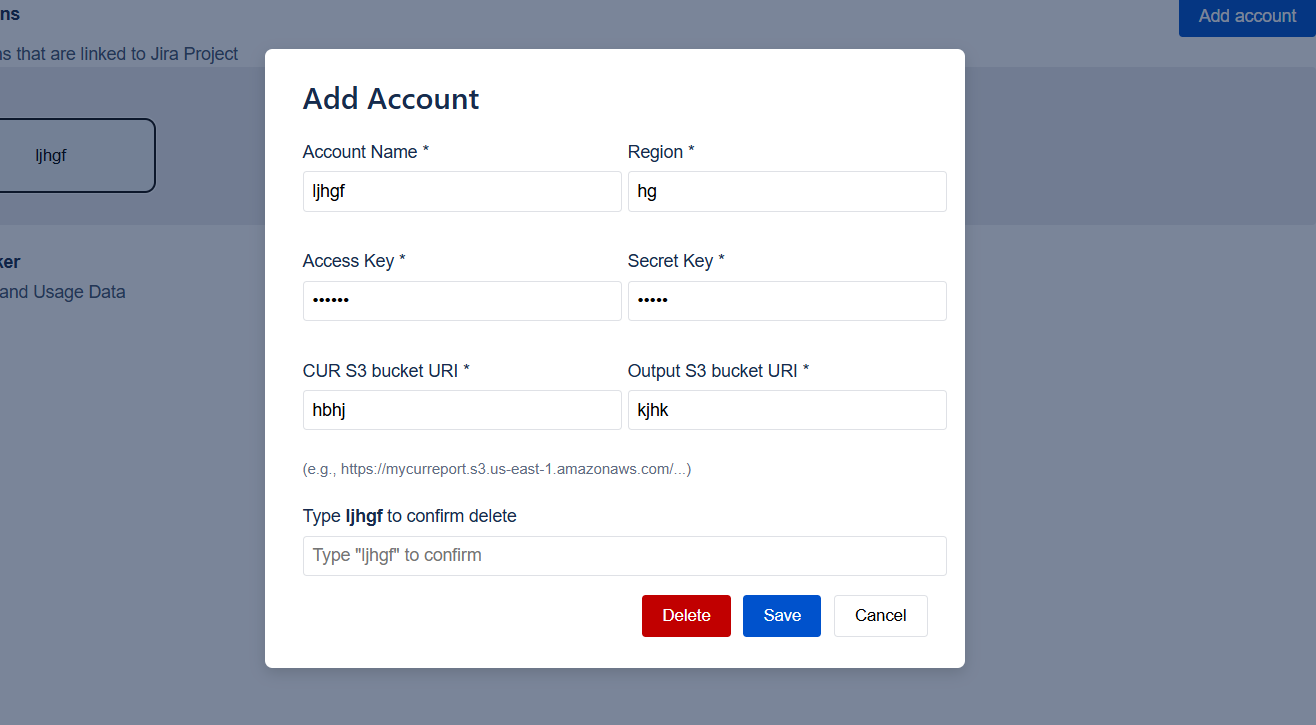 ns
Add account
s that are linked to Jira Project
ljhgf
ker
and Usage Data
Add Account
Account Name *
Region *
ljhgf
hg
Access Key *
Secret Key *
••••••
•••••
CUR S3 bucket URI *
Output S3 bucket URI *
hbhj
kjhk
(e.g., https://mycurreport.s3.us-east-1.amazonaws.com/...)
Type ljhgf to confirm delete
Type "ljhgf" to confirm
Delete
Save
Cancel